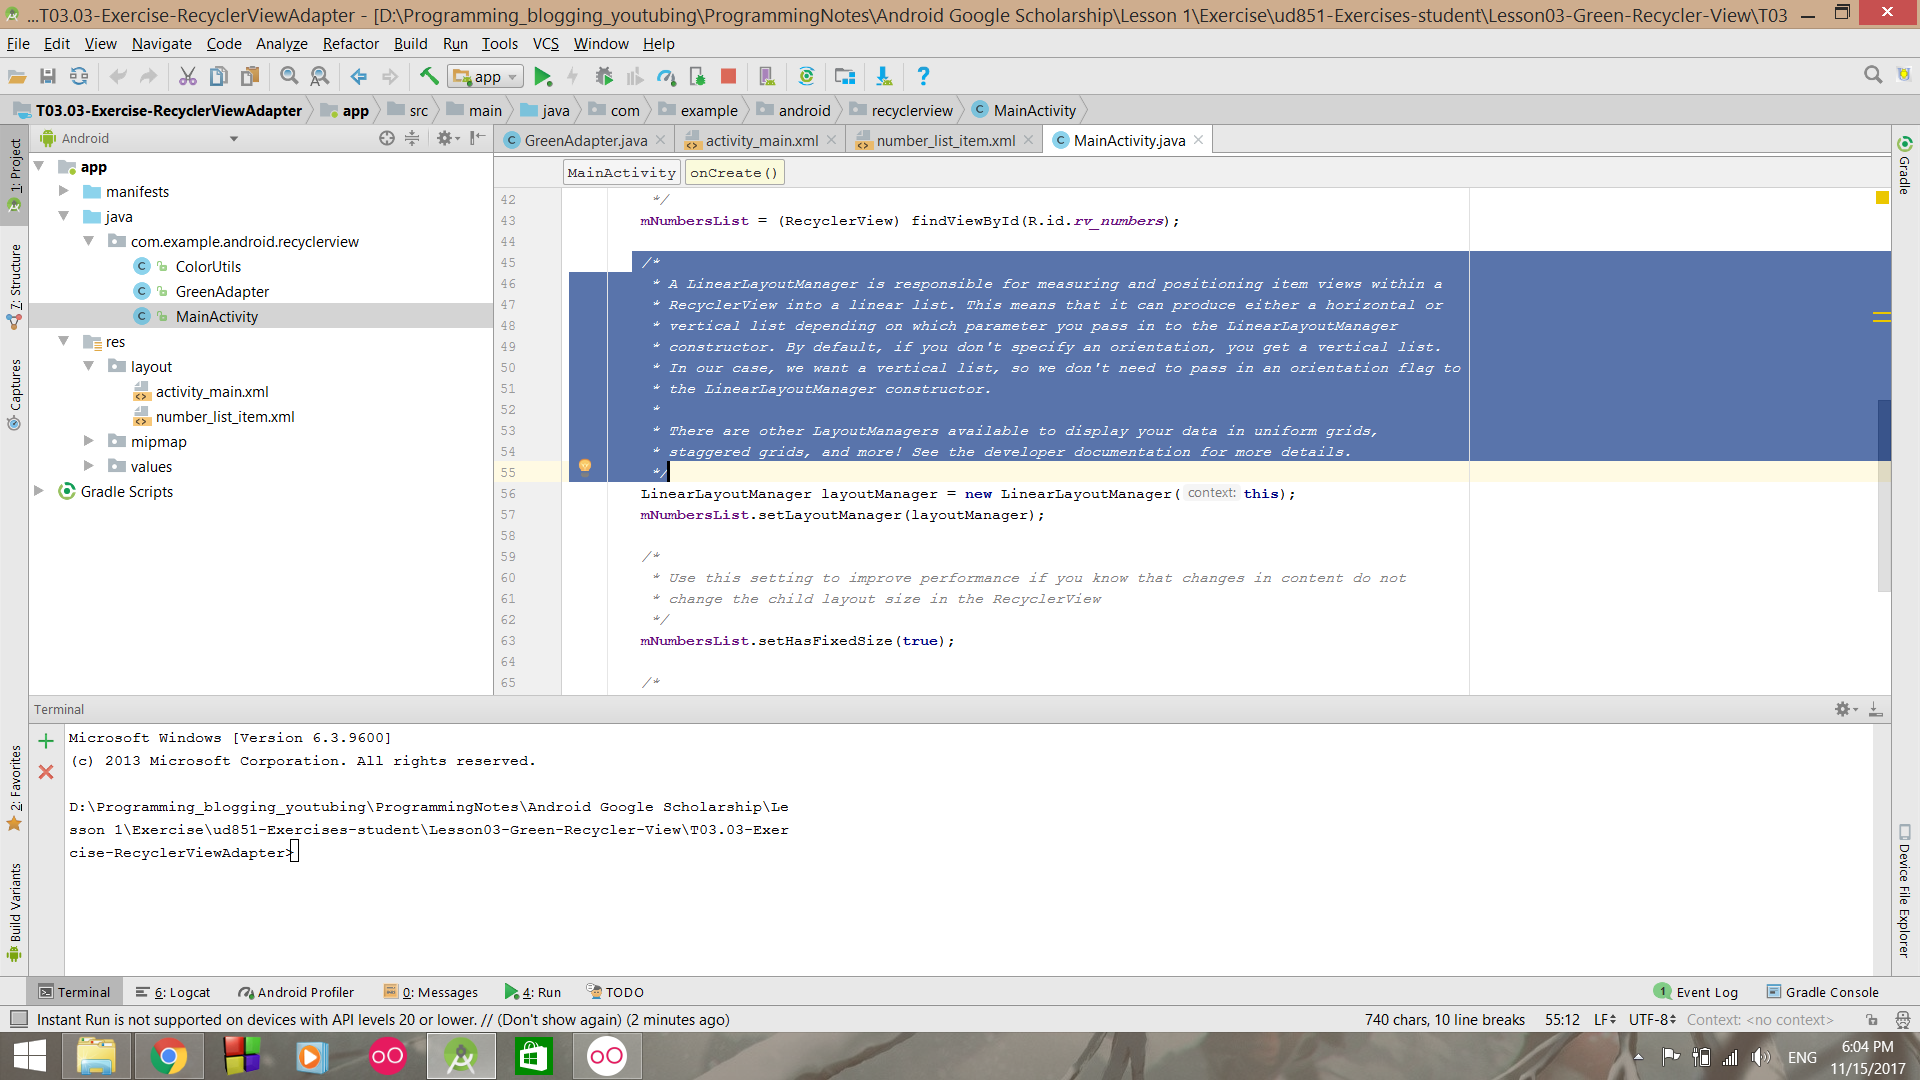 ...T03.03-Exercise-RecyclerViewAdapter - [D:\Programming_blogging_youtubing\ProgrammingNotes\Android Google Scholarship\Lesson 1\Exercise\ud851-Exercises-student\Lesson03-Green-Recycler-View\T03
File Edit View Navigate Code Analyze Refactor Build Run Tools VCS Window Help
app
T03.03-Exercise-RecyclerViewAdapter app src main java com example android recyclerview MainActivity
Android
GreenAdapter.java activity_main.xml number_list_item.xml MainActivity.java
MainActivity onCreate()
1: Project
7: Structure
Captures
2: Favorites
Build Variants
app
manifests
java
com.example.android.recyclerview
ColorUtils
GreenAdapter
MainActivity
res
layout
activity_main.xml
number_list_item.xml
mipmap
values
Gradle Scripts
42 */
43 mNumbersList = (RecyclerView) findViewById(R.id.rv_numbers);
44
45 /*
46 * A LinearLayoutManager is responsible for measuring and positioning item views within a
47 * RecyclerView into a linear list. This means that it can produce either a horizontal or
48 * vertical list depending on which parameter you pass in to the LinearLayoutManager
49 * constructor. By default, if you don't specify an orientation, you get a vertical list.
50 * In our case, we want a vertical list, so we don't need to pass in an orientation flag to
51 * the LinearLayoutManager constructor.
52 *
53 * There are other LayoutManagers available to display your data in uniform grids,
54 * staggered grids, and more! See the developer documentation for more details.
55 */
56 LinearLayoutManager layoutManager = new LinearLayoutManager( context: this);
57 mNumbersList.setLayoutManager(layoutManager);
58
59 /*
60 * Use this setting to improve performance if you know that changes in content do not
61 * change the child layout size in the RecyclerView
62 */
63 mNumbersList.setHasFixedSize(true);
64
65 /*
Gradle
Device File Explorer
Terminal
Microsoft Windows [Version 6.3.9600]
(c) 2013 Microsoft Corporation. All rights reserved.
D:\Programming_blogging_youtubing\ProgrammingNotes\Android Google Scholarship\Le
sson 1\Exercise\ud851-Exercises-student\Lesson03-Green-Recycler-View\T03.03-Exer
cise-RecyclerViewAdapter>
Terminal 6: Logcat Android Profiler 0: Messages 4: Run TODO 1 Event Log Gradle Console
Instant Run is not supported on devices with API levels 20 or lower. // (Don't show again) (2 minutes ago) 740 chars, 10 line breaks 55:12 LF UTF-8 Context: <no context>
ENG 6:04 PM
11/15/2017